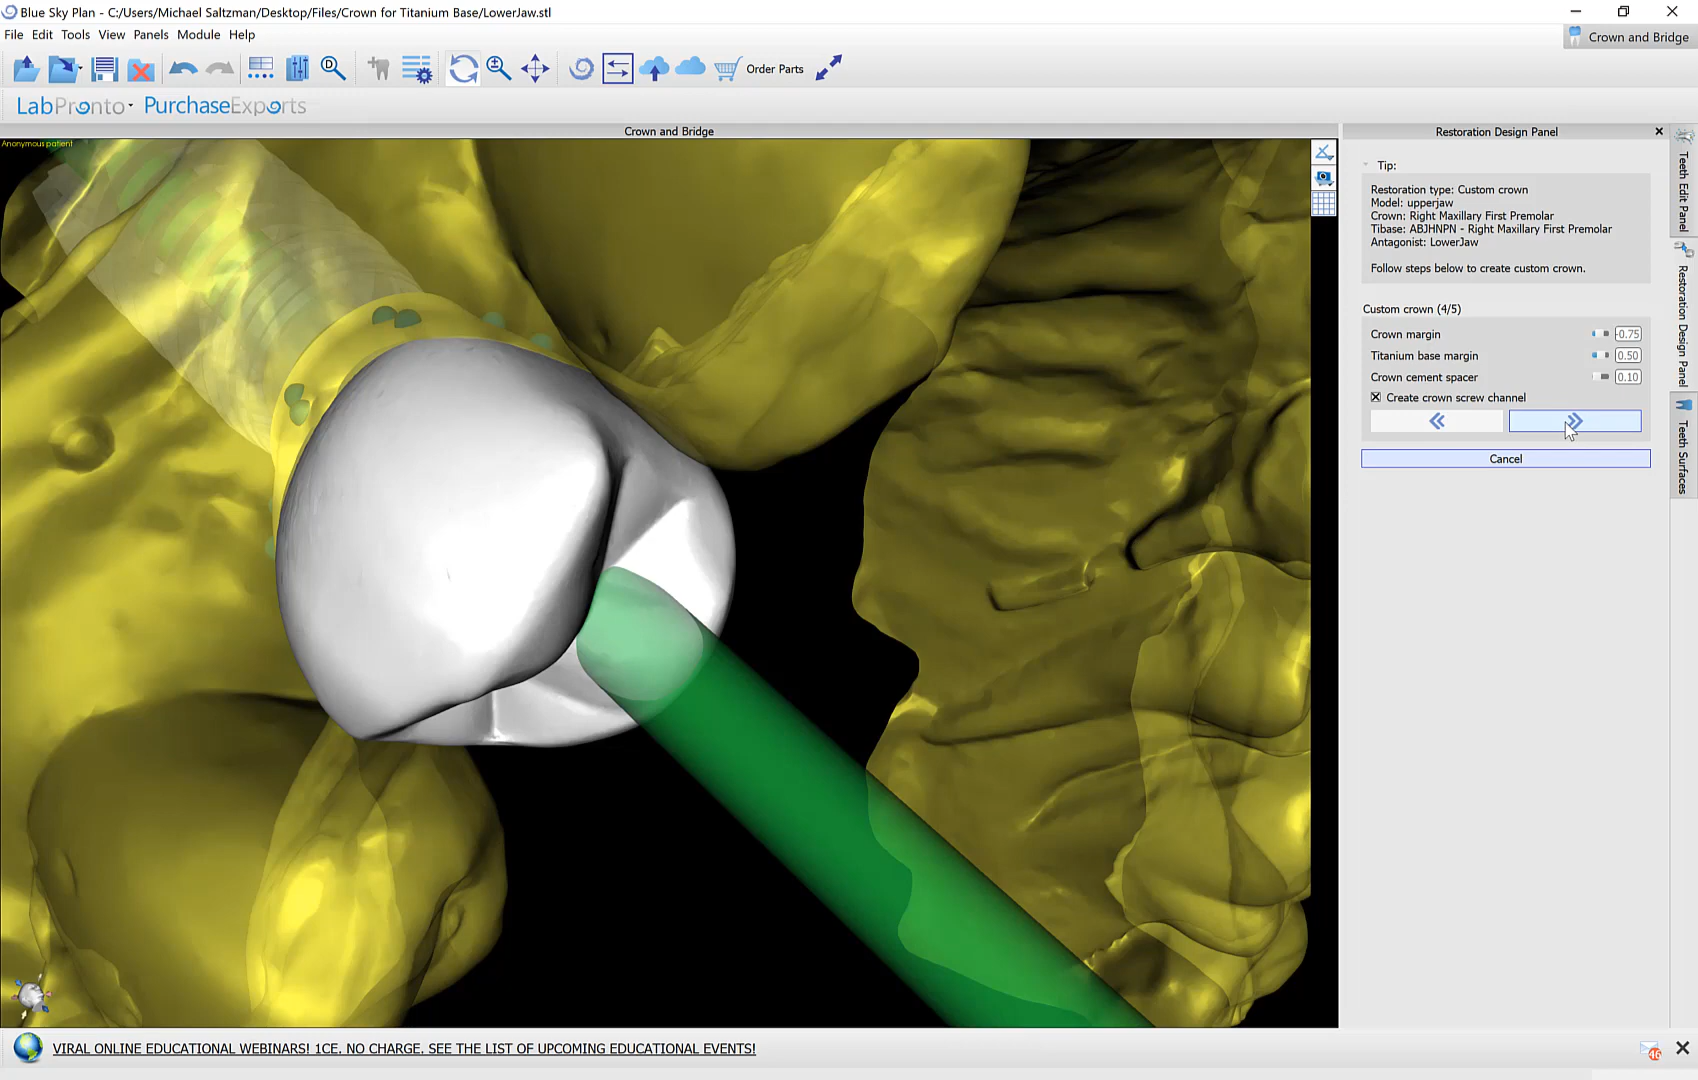 Blue Sky Plan - C:/Users/Michael Saltzman/Desktop/Files/Crown for Titanium Base/LowerJaw.stl
File Edit Tools View Panels Module Help
Crown and Bridge
D
Order Parts
LabPronto PurchaseExports
Crown and Bridge
Anonymous patient
Restoration Design Panel
Tip:
Restoration type: Custom crown
Model: upperjaw
Crown: Right Maxillary First Premolar
Tibase: ABJHNPN - Right Maxillary First Premolar
Antagonist: LowerJaw
Follow steps below to create custom crown.
Custom crown (4/5)
Crown margin -0.75
Titanium base margin 0.50
Crown cement spacer 0.10
Create crown screw channel
Cancel
Teeth Edit Panel
Restoration Design Panel
Teeth Surfaces
VIRAL ONLINE EDUCATIONAL WEBINARS! 1CE. NO CHARGE. SEE THE LIST OF UPCOMING EDUCATIONAL EVENTS!
46